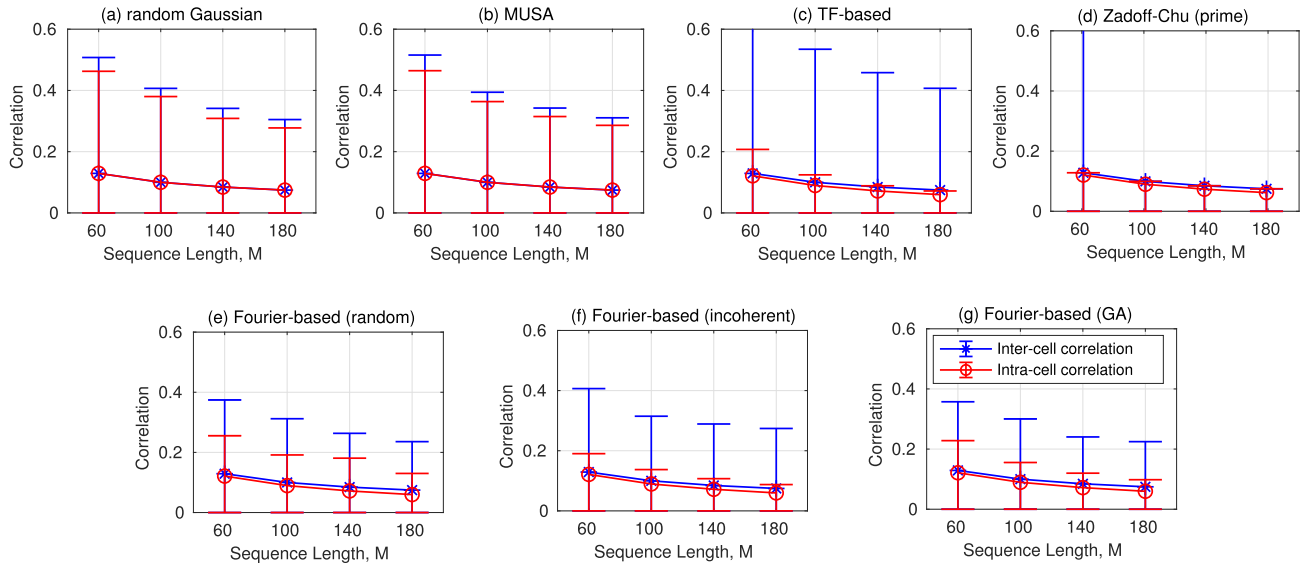 (a) random Gaussian
0.6
0.4
0.2
0
Correlation
60 100 140 180
Sequence Length, M
(b) MUSA
0.6
0.4
0.2
0
Correlation
60 100 140 180
Sequence Length, M
(c) TF-based
0.6
0.4
0.2
0
Correlation
60 100 140 180
Sequence Length, M
(d) Zadoff-Chu (prime)
0.6
0.4
0.2
0
Correlation
60 100 140 180
Sequence Length, M
(e) Fourier-based (random)
0.6
0.4
0.2
0
Correlation
60 100 140 180
Sequence Length, M
(f) Fourier-based (incoherent)
0.6
0.4
0.2
0
Correlation
60 100 140 180
Sequence Length, M
(g) Fourier-based (GA)
Inter-cell correlation
Intra-cell correlation
0.6
0.4
0.2
0
Correlation
60 100 140 180
Sequence Length, M